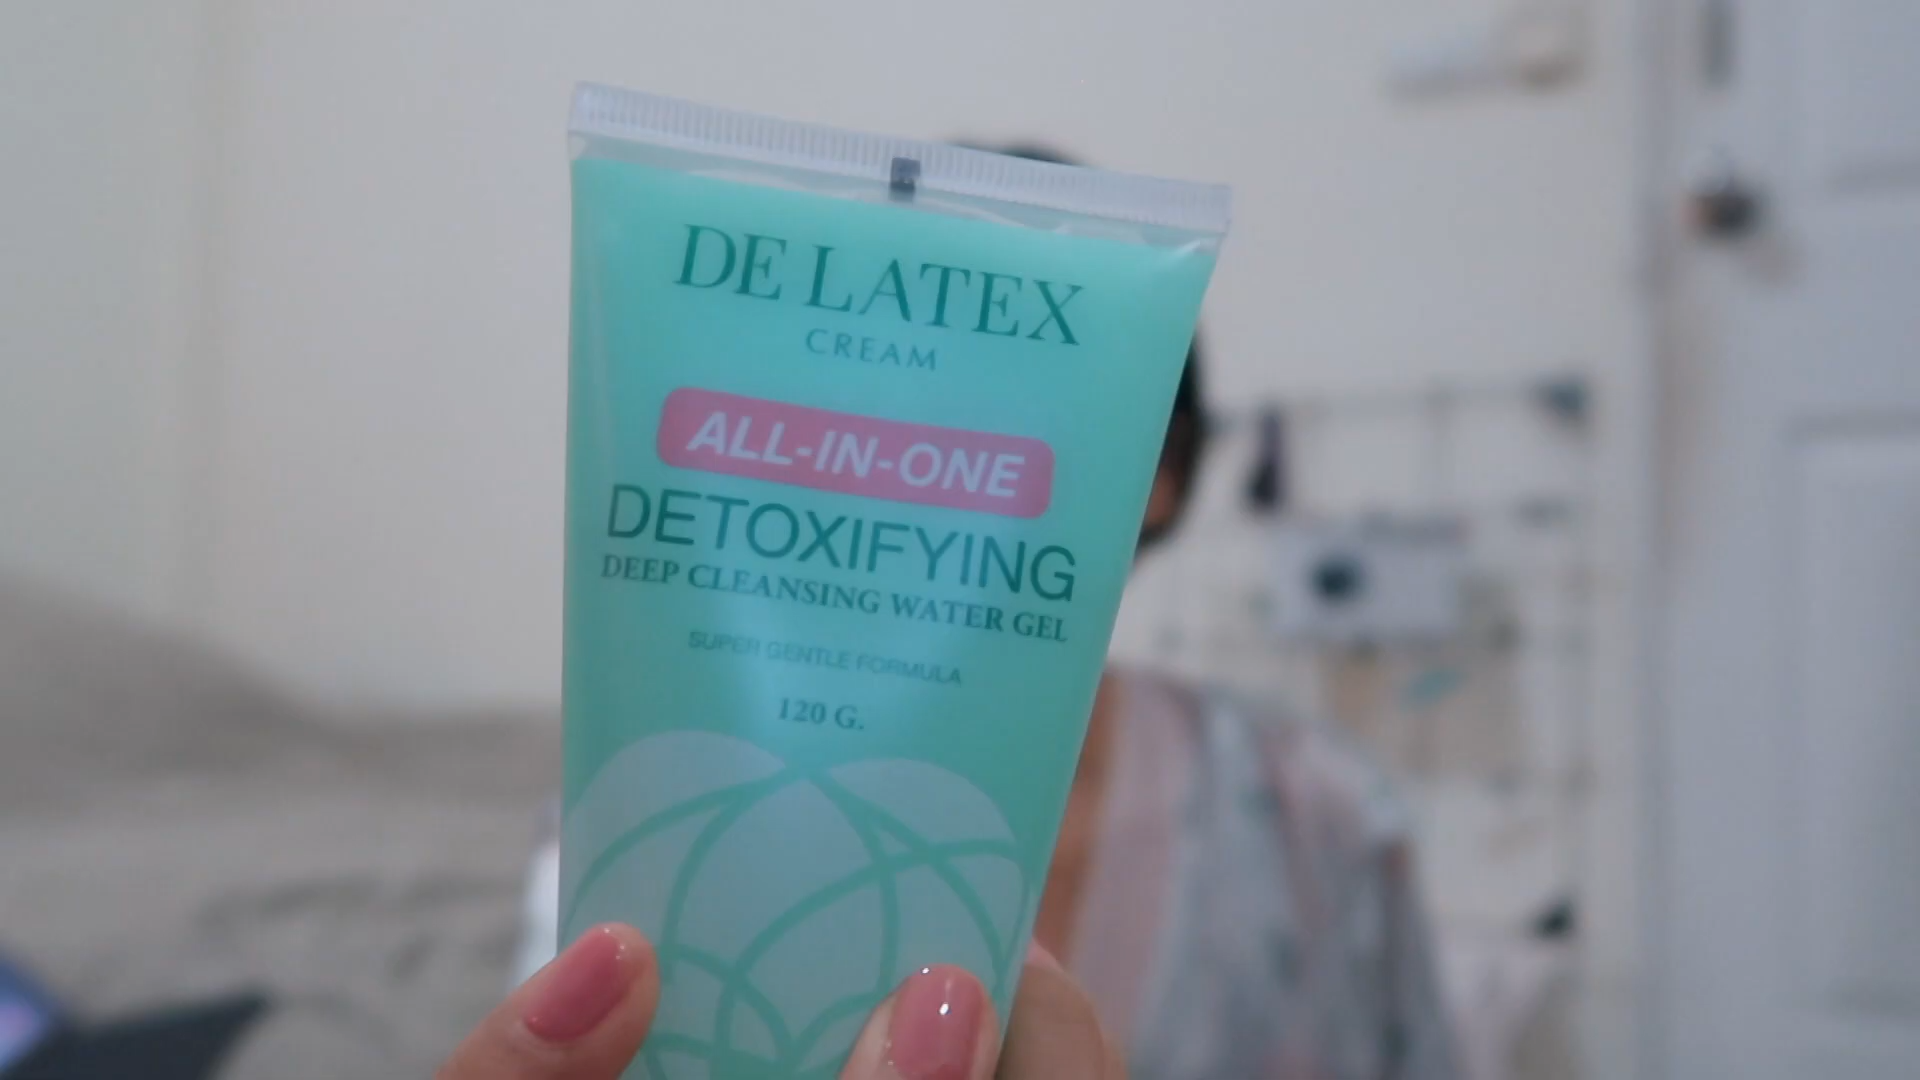 DE LATEX
CREAM
ALL-IN-ONE
DETOXIFYING
DEEP CLEANSING WATER GEL
SUPER GENTLE FORMULA
120 G.